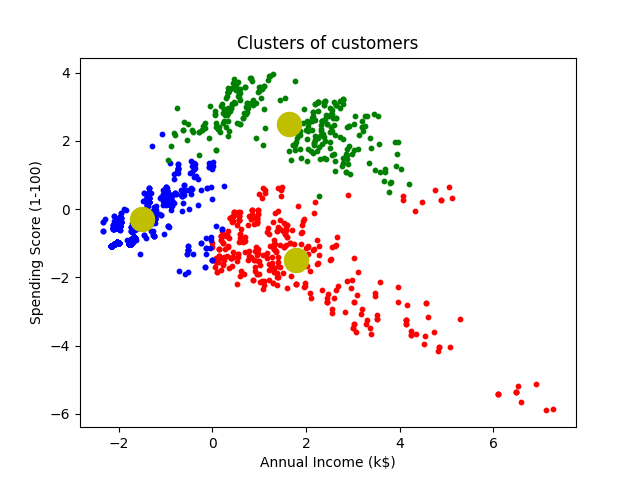 Clusters of customers
4
2
0
−2
−4
−6
Spending Score (1-100)
−2 0 2 4 6
Annual Income (k$)